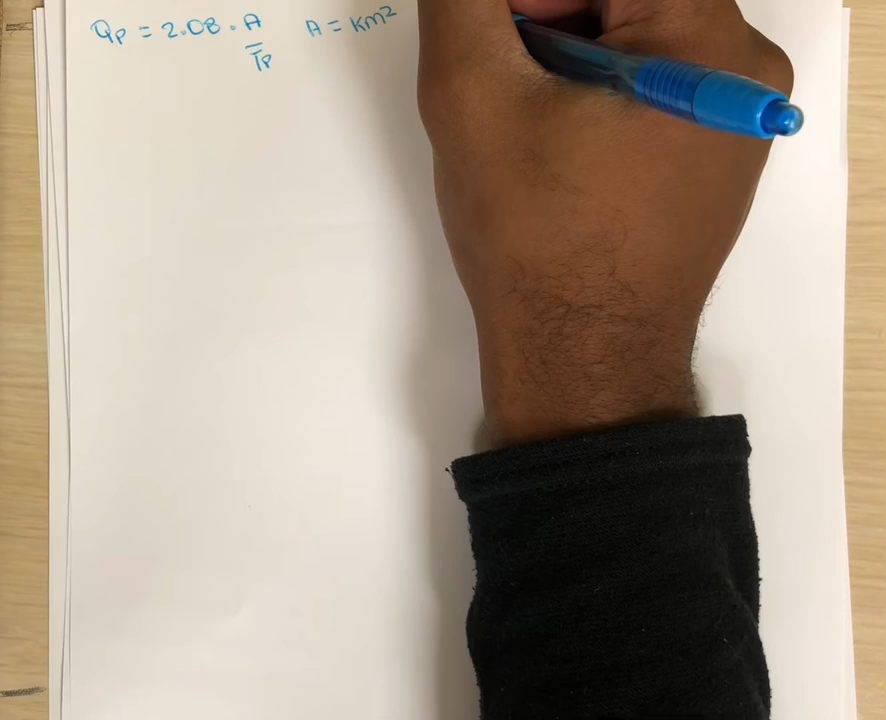 Qp = 2.08 . A A = km²
Tp